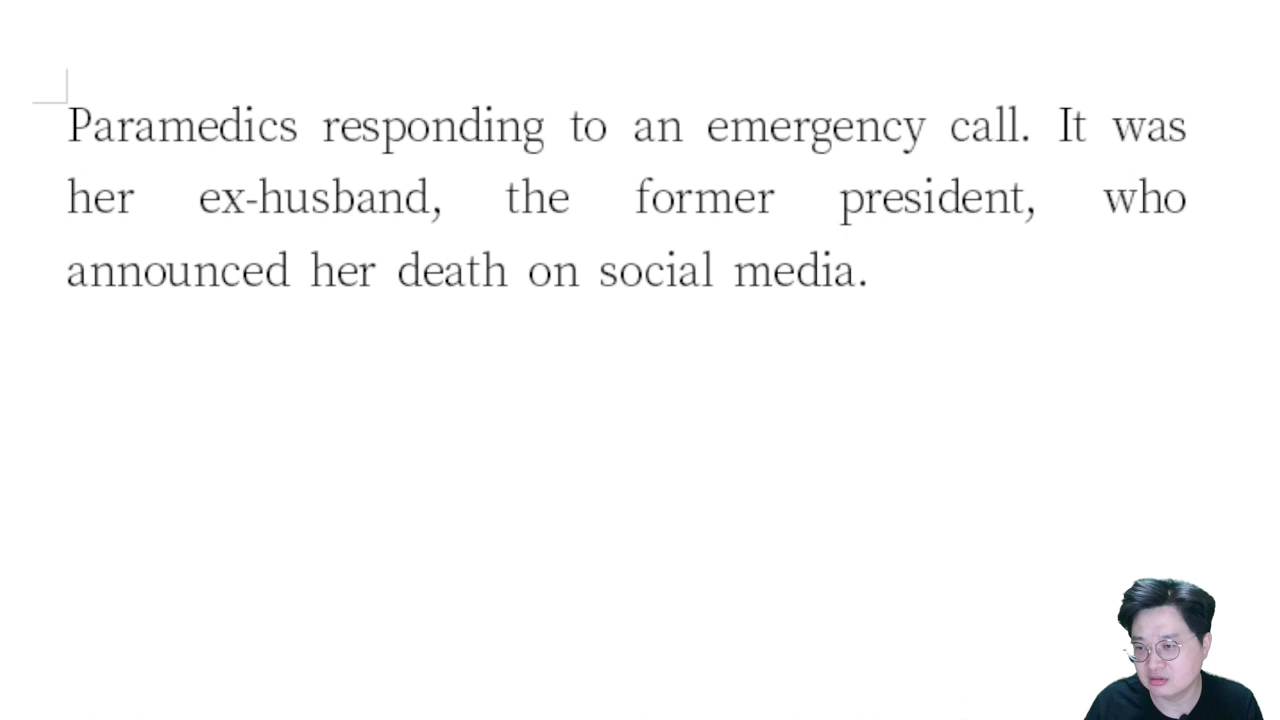 Paramedics responding to an emergency call. It was
her ex-husband, the former president, who
announced her death on social media.